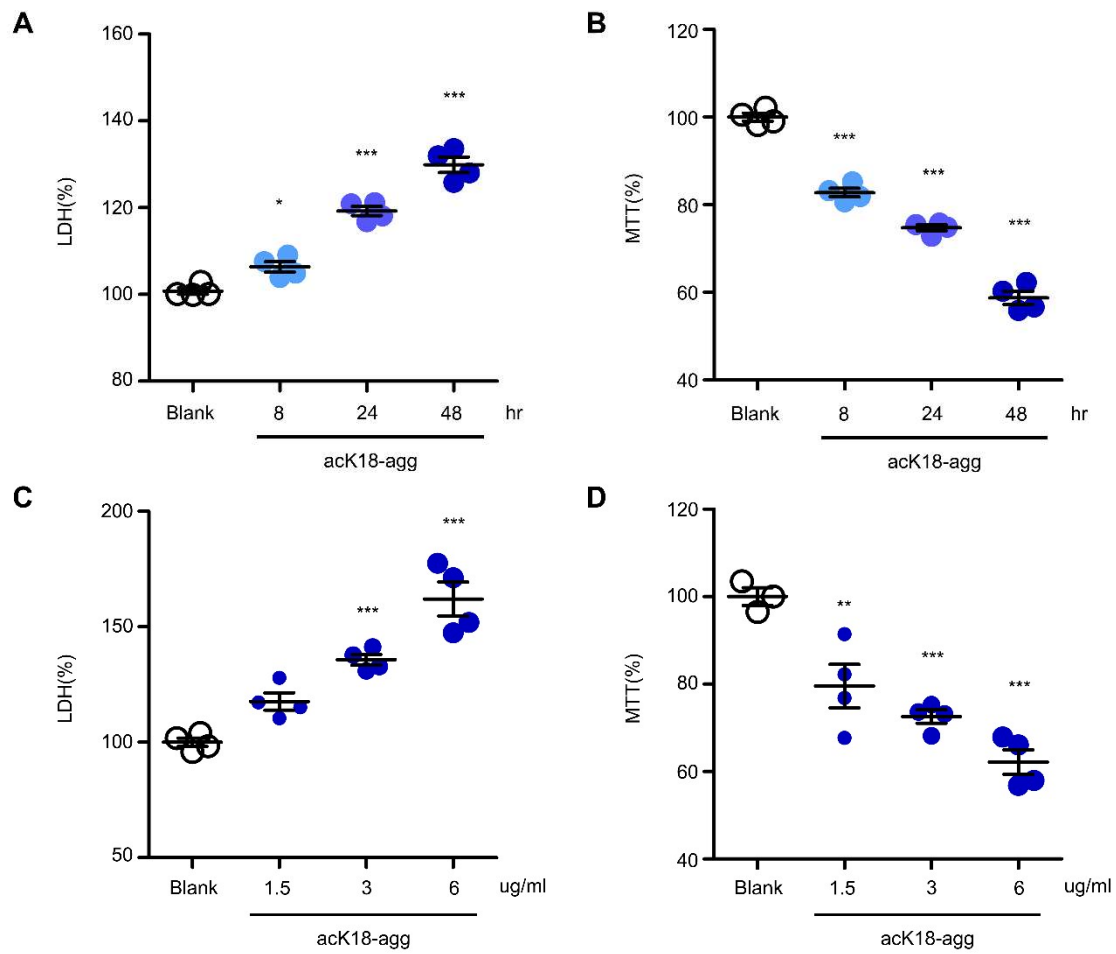 A
160
140
120
100
80
LDH(%)
*
***
***
Blank 8 24 48 hr
acK18-agg
B
120
100
80
60
40
MTT(%)
***
***
***
Blank 8 24 48 hr
acK18-agg
C
200
150
100
50
LDH(%)
***
***
Blank 1.5 3 6 ug/ml
acK18-agg
D
120
100
80
60
40
MTT(%)
**
***
***
Blank 1.5 3 6 ug/ml
acK18-agg